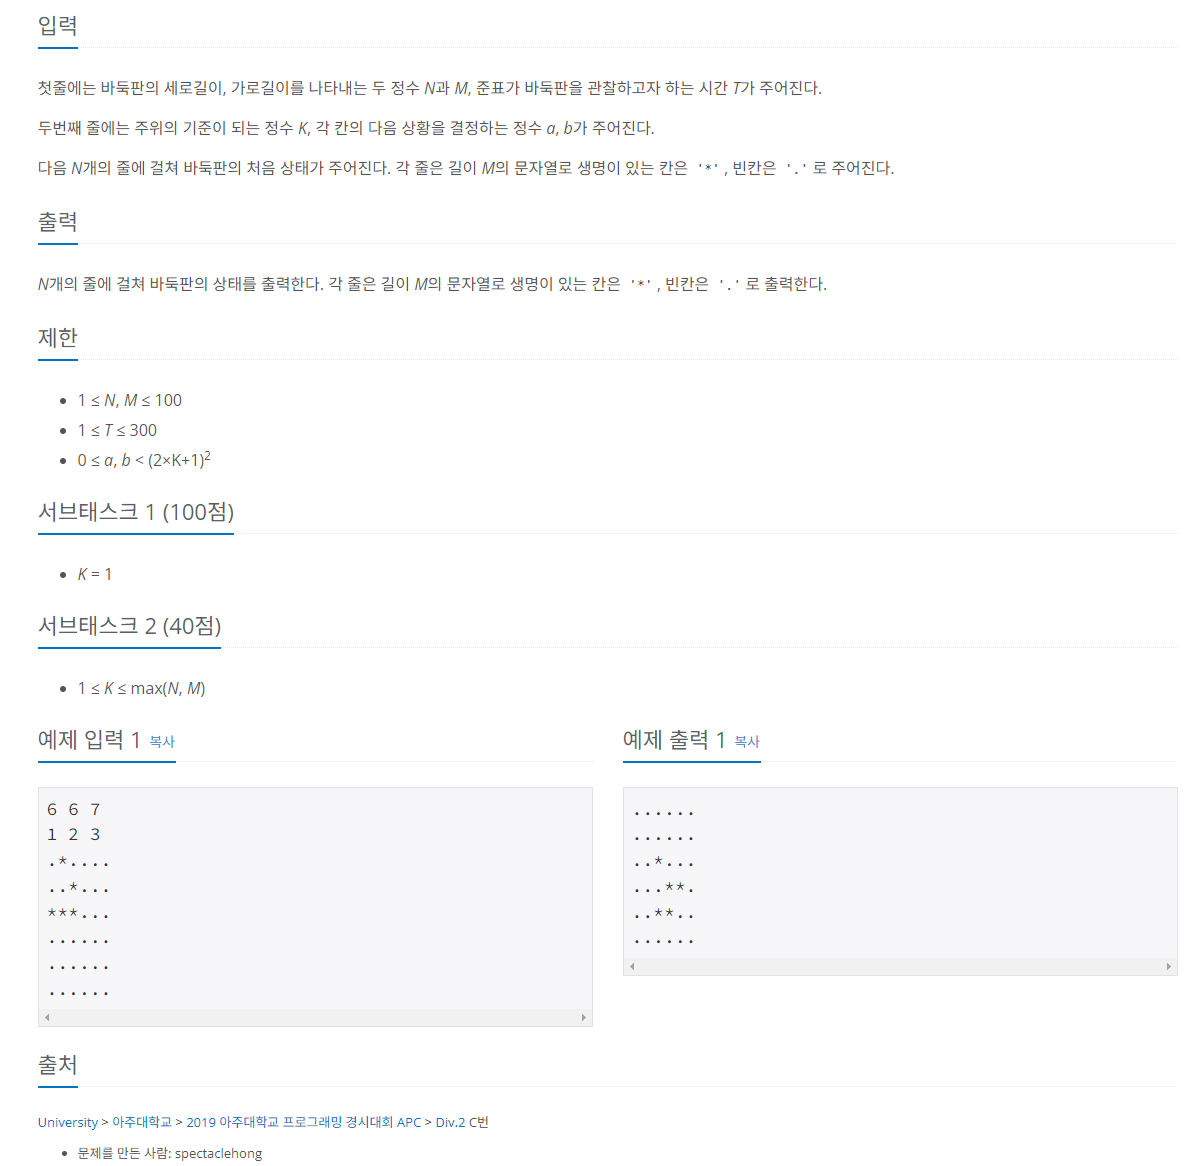 입력
첫줄에는 바둑판의 세로길이, 가로길이를 나타내는 두 정수 N과 M, 준표가 바둑판을 관찰하고자 하는 시간 T가 주어진다.
두번째 줄에는 주위의 기준이 되는 정수 K, 각 칸의 다음 상황을 결정하는 정수 a, b가 주어진다.
다음 N개의 줄에 걸쳐 바둑판의 처음 상태가 주어진다. 각 줄은 길이 M의 문자열로 생명이 있는 칸은 '*' , 빈칸은 '.' 로 주어진다.
출력
N개의 줄에 걸쳐 바둑판의 상태를 출력한다. 각 줄은 길이 M의 문자열로 생명이 있는 칸은 '*' , 빈칸은 '.' 로 출력한다.
제한
• 1 ≤ N, M ≤ 100
• 1 ≤ T ≤ 300
• 0 ≤ a, b < (2×K+1)²
서브태스크 1 (100점)
• K = 1
서브태스크 2 (40점)
• 1 ≤ K ≤ max(N, M)
예제 입력 1 복사
6 6 7
1 2 3
.*....
..*...
***...
......
......
......
예제 출력 1 복사
......
......
..*...
...**.
..**..
......
출처
University > 아주대학교 > 2019 아주대학교 프로그래밍 경시대회 APC > Div.2 C번
• 문제를 만든 사람: spectaclehong